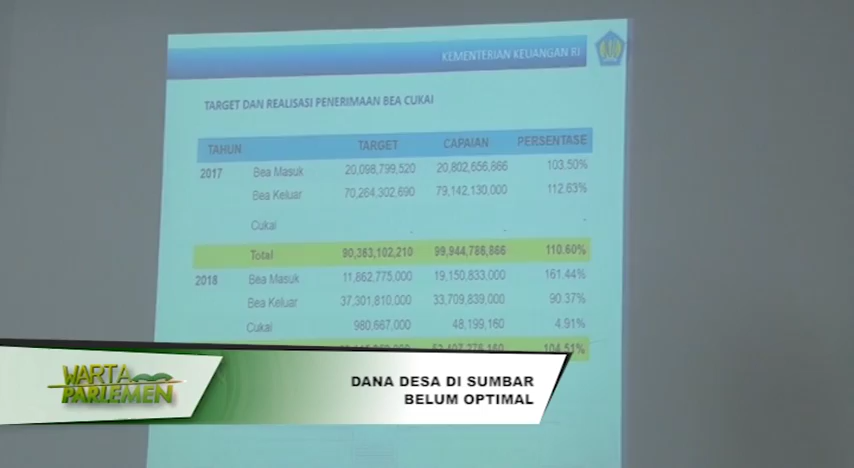 KEMENTERIAN KEUANGAN RI
TARGET DAN REALISASI PENERIMAAN BEA CUKAI
TAHUN TARGET CAPAIAN PERSENTASE
2017 Bea Masuk 20,098,799,520 20,802,656,866 103.50%
Bea Keluar 70,264,302,690 79,142,130,000 112.63%
Cukai - - -
Total 90,363,102,210 99,944,786,866 110.60%
2018 Bea Masuk 11,862,775,000 19,150,833,000 161.44%
Bea Keluar 37,301,810,000 33,709,839,000 90.37%
Cukai 980,667,000 48,199,160 4.91%
104.51%
WARTA
PARLEMEN
DANA DESA DI SUMBAR
BELUM OPTIMAL